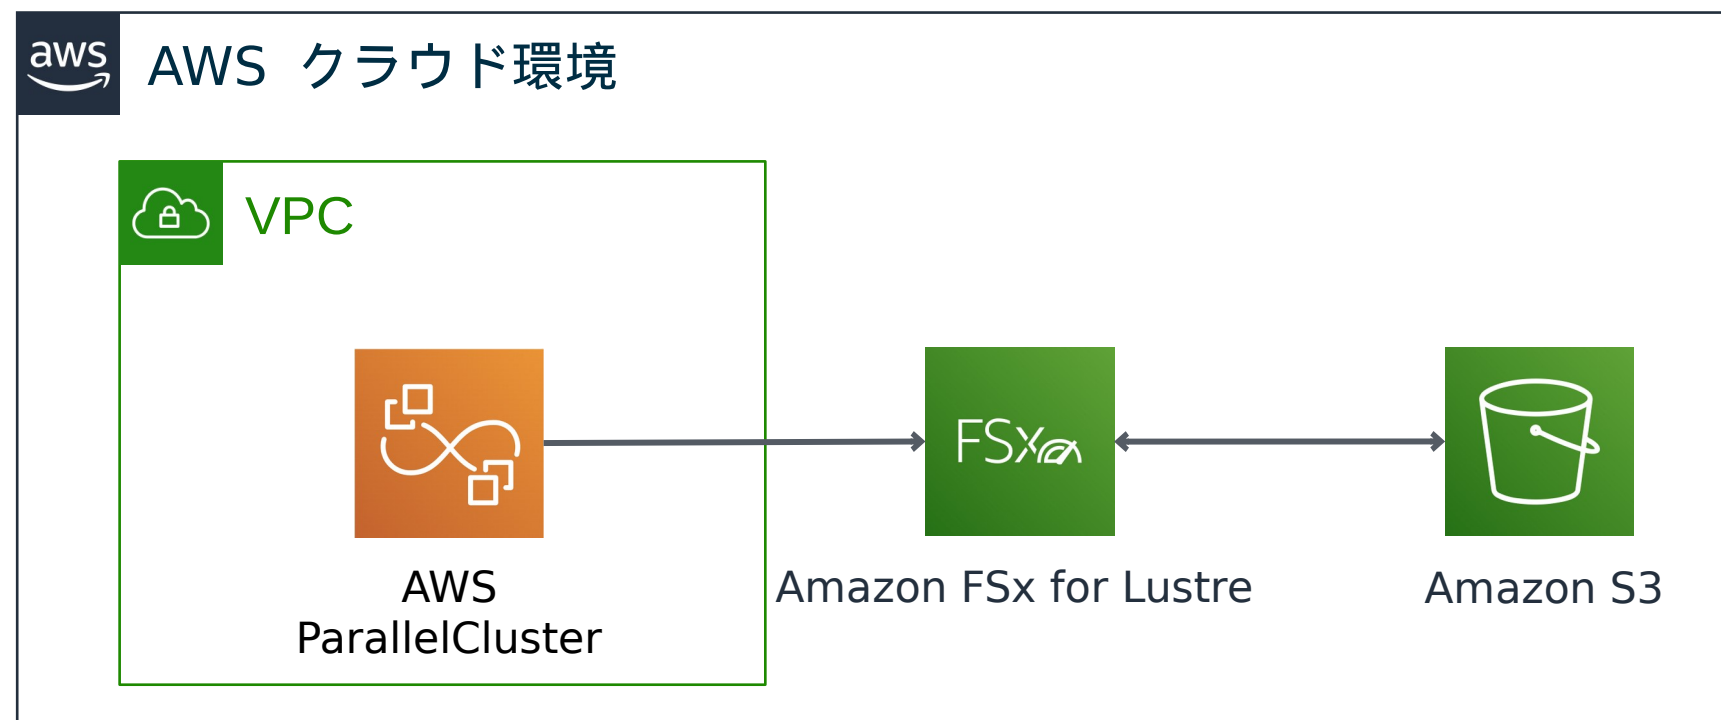 aws
AWS クラウド環境
VPC
FSx
AWS
ParallelCluster
Amazon FSx for Lustre
Amazon S3